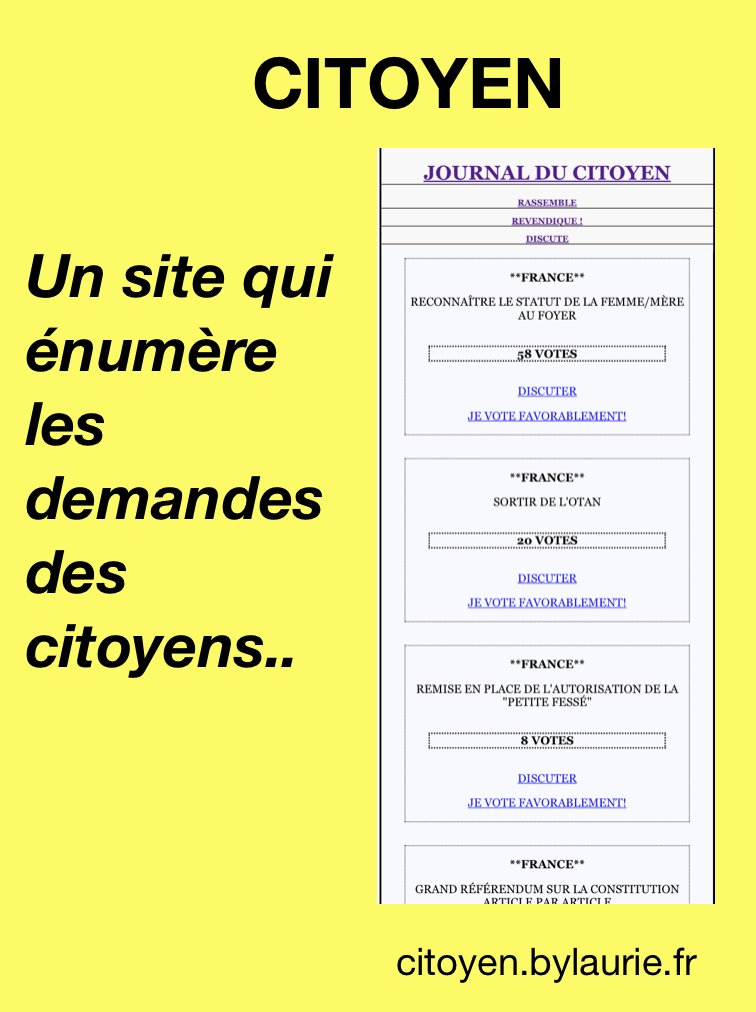 CITOYEN
Un site qui
énumère
les
demandes
des
citoyens..
JOURNAL DU CITOYEN
RASSEMBLE
REVENDIQUE !
DISCUTE
**FRANCE**
RECONNAÎTRE LE STATUT DE LA FEMME/MÈRE
AU FOYER
58 VOTES
DISCUTER
JE VOTE FAVORABLEMENT!
**FRANCE**
SORTIR DE L'OTAN
20 VOTES
DISCUTER
JE VOTE FAVORABLEMENT!
**FRANCE**
REMISE EN PLACE DE L'AUTORISATION DE LA
"PETITE FESSÉ"
8 VOTES
DISCUTER
JE VOTE FAVORABLEMENT!
**FRANCE**
GRAND RÉFÉRENDUM SUR LA CONSTITUTION
ARTICLE PAR ARTICLE
citoyen.bylaurie.fr